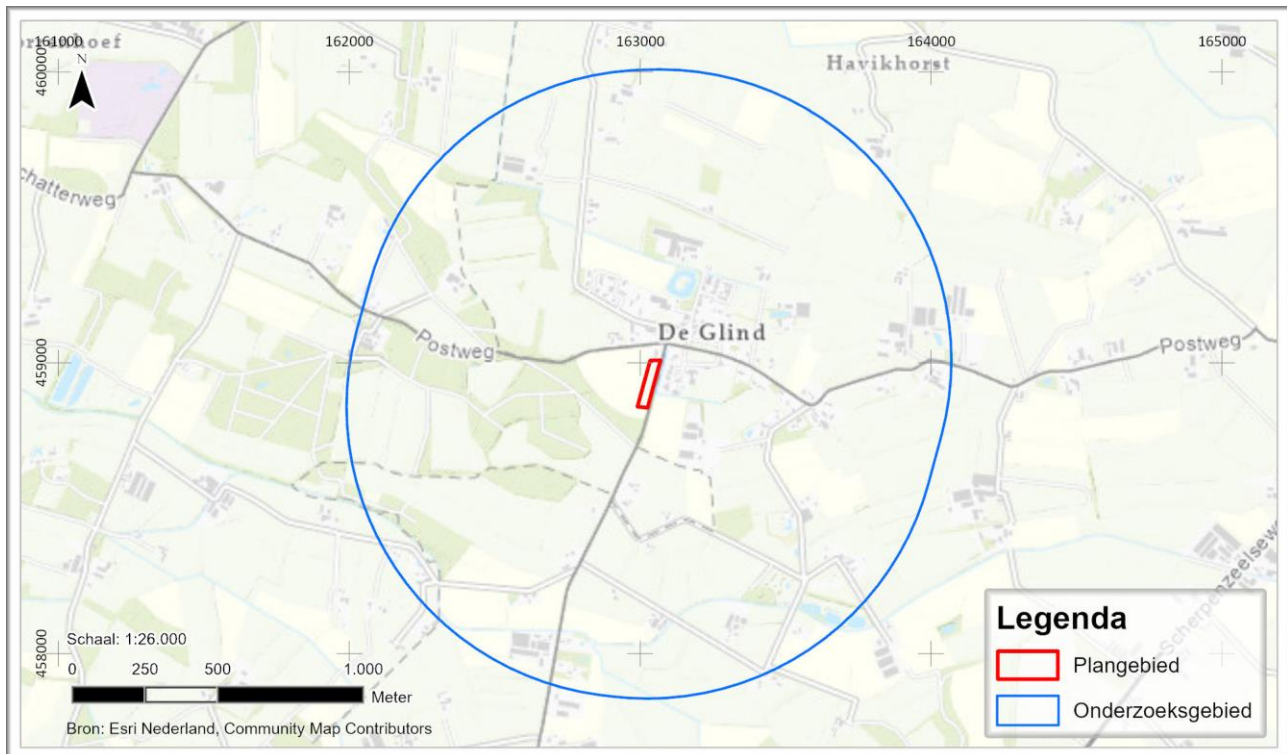 161000
162000
163000
164000
165000
Havikhorst
N
460000
chatterweg
De Glind
Postweg
Postweg
459000
Scherpenzeelsew
458000
Schaal: 1:26.000
0 250 500 1.000
Meter
Bron: Esri Nederland, Community Map Contributors
Legenda
Plangebied
Onderzoeksgebied